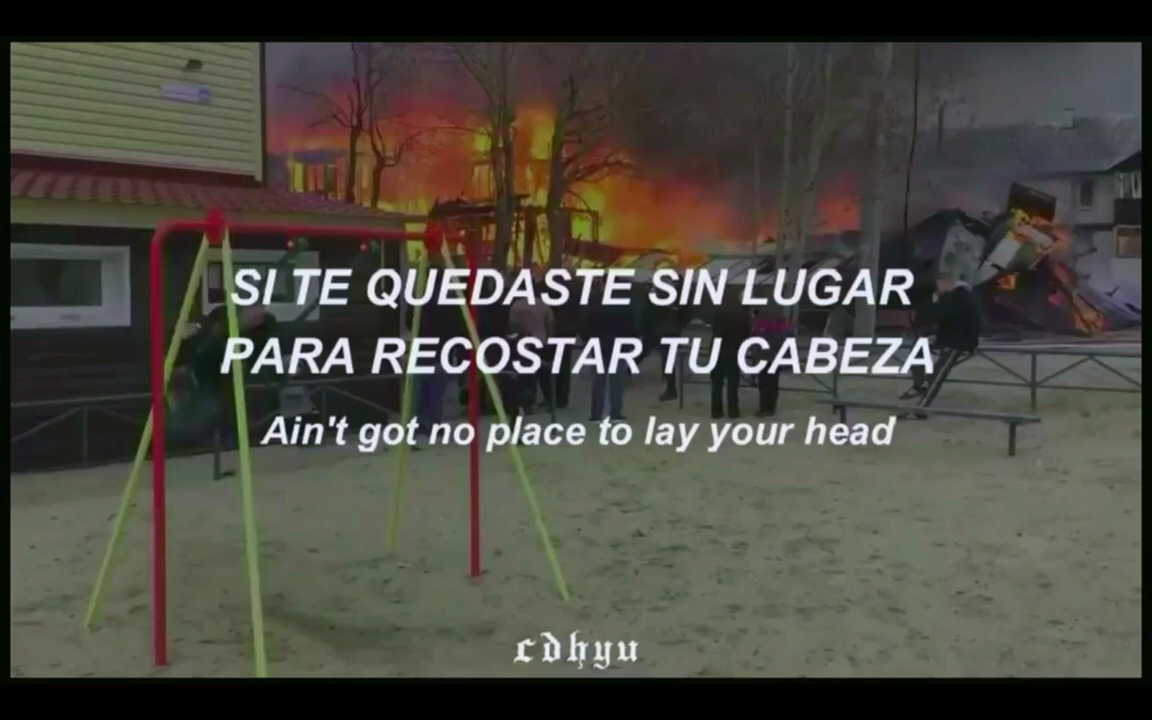 SI TE QUEDASTE SIN LUGAR
PARA RECOSTAR TU CABEZA
Ain't got no place to lay your head
cdhyu